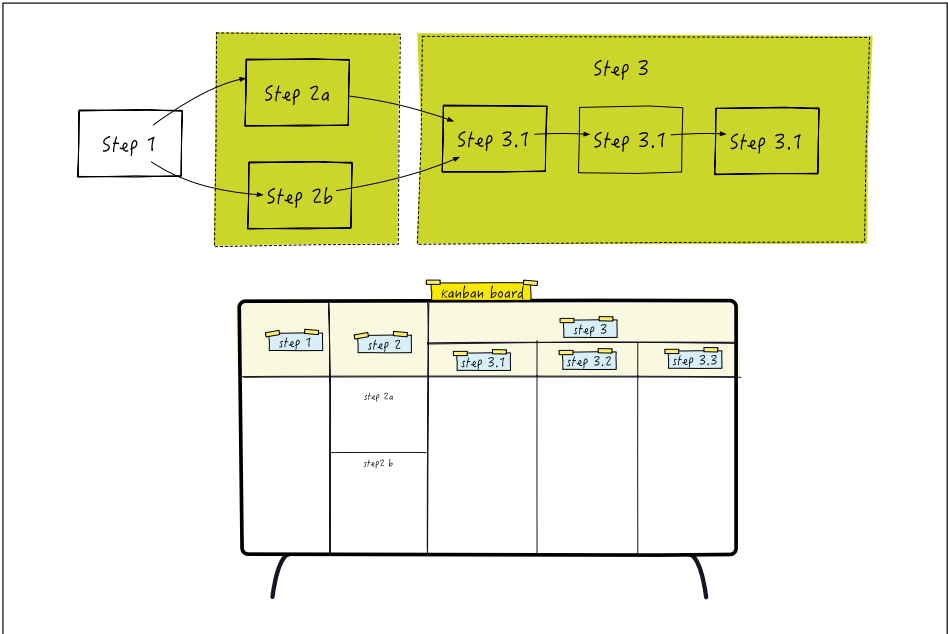 Step 3
Step 2a
Step 1
Step 3.1
Step 3.1
Step 3.1
Step 2b
kanban board
step 1
step 2
step 3
step 3.1
step 3.2
step 3.3
step 2a
step2 b